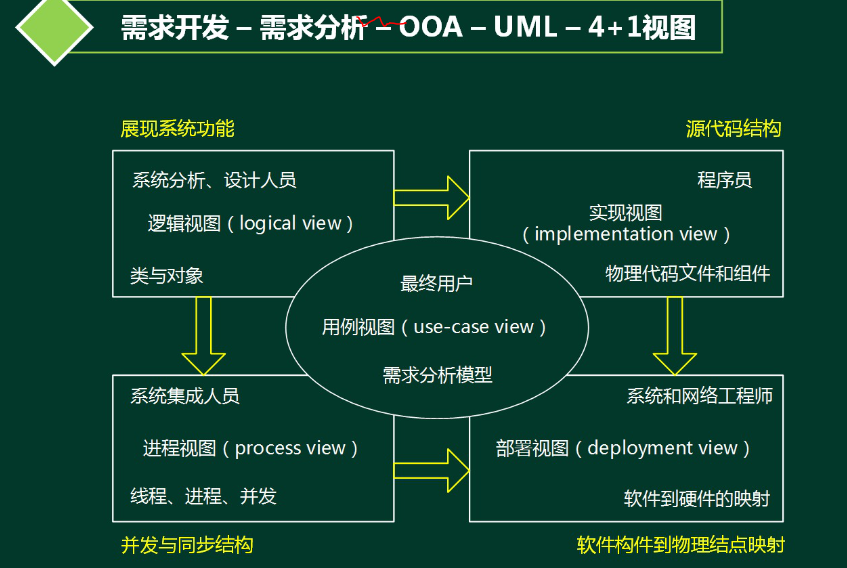 需求开发 – 需求分析 – OOA – UML – 4+1视图
展现系统功能
源代码结构
系统分析、设计人员
逻辑视图（logical view）
类与对象
程序员
实现视图
（implementation view）
物理代码文件和组件
最终用户
用例视图（use-case view）
需求分析模型
系统集成人员
进程视图（process view）
线程、进程、并发
系统和网络工程师
部署视图（deployment view）
软件到硬件的映射
并发与同步结构
软件构件到物理结点映射